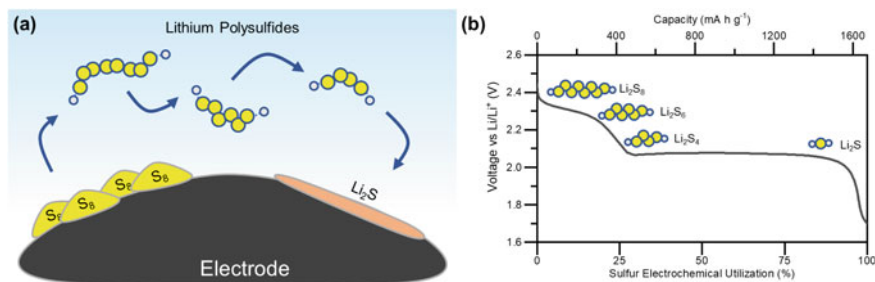 (a)
Lithium Polysulfides
S₈
S₈
S₈
S₈
Li₂S
Electrode
(b)
Capacity (mA h g⁻¹)
0 400 800 1200 1600
Voltage vs Li/Li⁺ (V)
2.6
2.4
2.2
2.0
1.8
1.6
Li₂S₈
Li₂S₆
Li₂S₄
Li₂S
0 25 50 75 100
Sulfur Electrochemical Utilization (%)